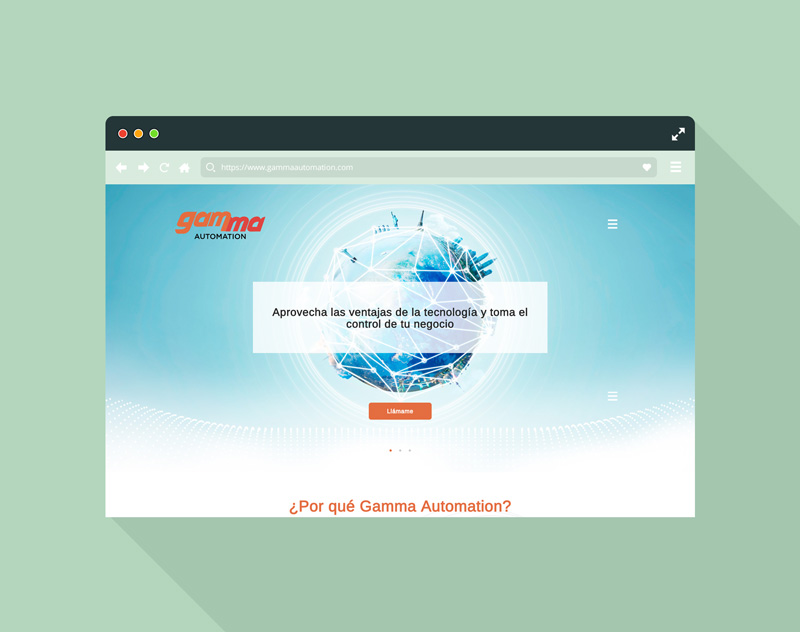 https://www.gammaautomation.com
gamma
AUTOMATION
Aprovecha las ventajas de la tecnología y toma el
control de tu negocio
Llámame
¿Por qué Gamma Automation?